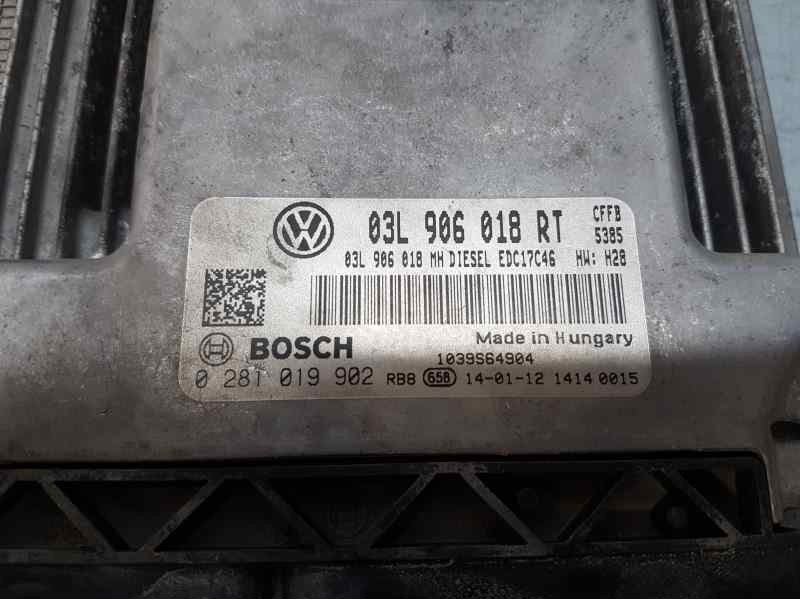 03L 906 018 RT
CFFB
5385
03L 906 018 MH DIESEL EDC17C46 HW: H28
BOSCH
Made in Hungary
1039S64904
0 281 019 902 RB8 658 14-01-12 1414 0015